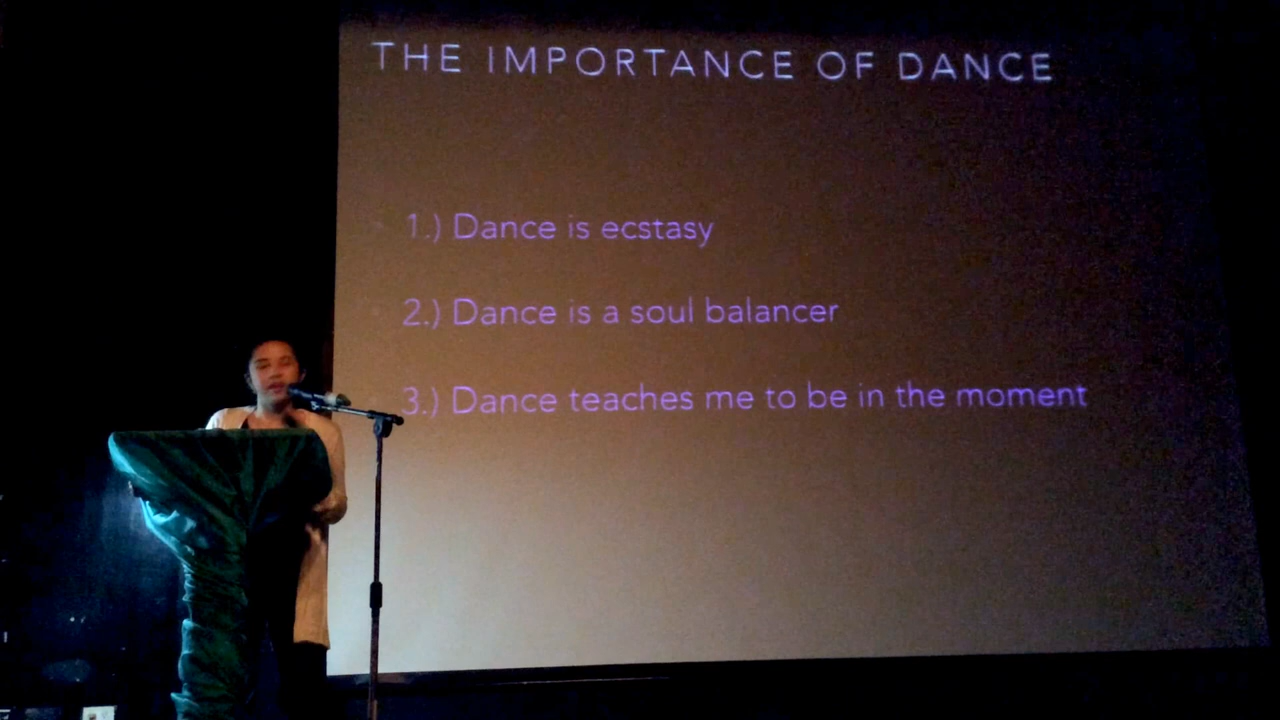 THE IMPORTANCE OF DANCE
1.) Dance is ecstasy
2.) Dance is a soul balancer
3.) Dance teaches me to be in the moment